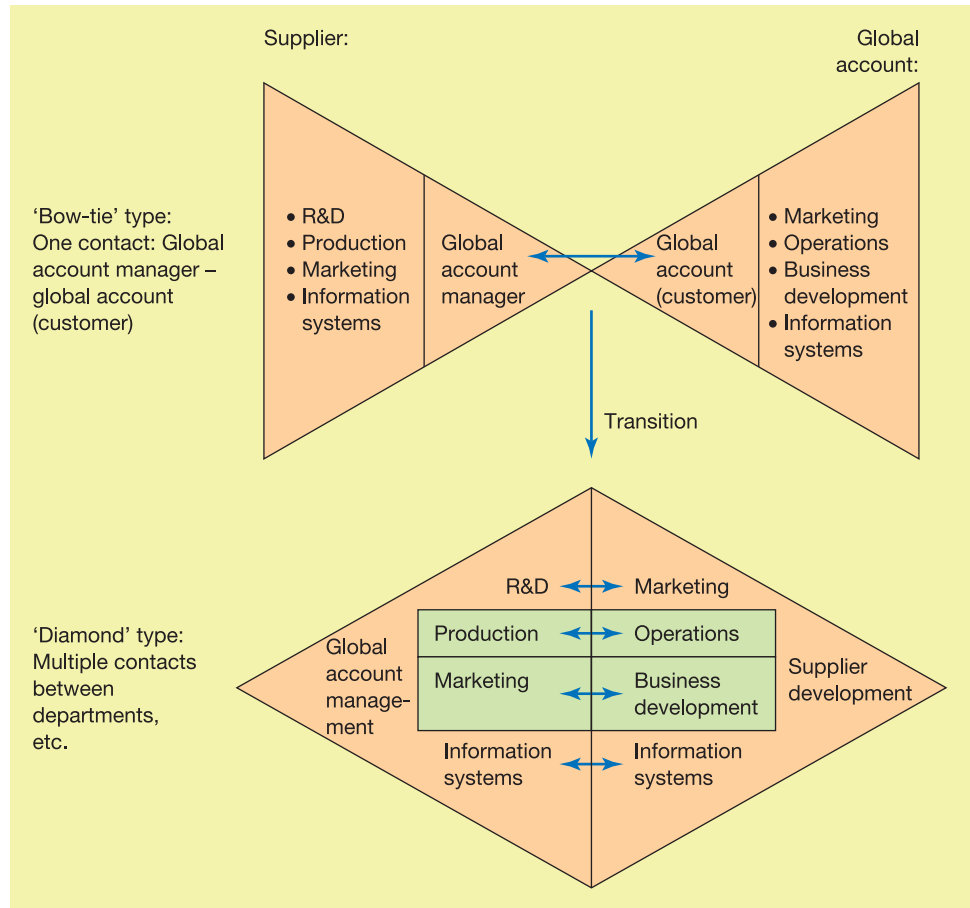 Supplier:
Global
account:
'Bow-tie' type:
One contact: Global
account manager –
global account
(customer)
• R&D
• Production
• Marketing
• Information
systems
Global
account
manager
Global
account
(customer)
• Marketing
• Operations
• Business
development
• Information
systems
Transition
'Diamond' type:
Multiple contacts
between
departments,
etc.
Global
account
manage-
ment
R&D
Marketing
Production
Operations
Marketing
Business
development
Information
systems
Information
systems
Supplier
development